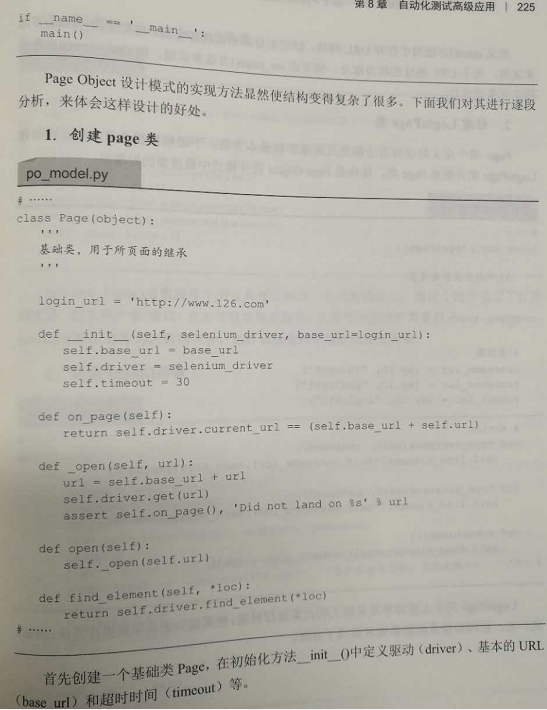 第 8 章 自动化测试高级应用 | 225
if __name__ == '__main__':
main()
Page Object 设计模式的实现方法显然使结构变得复杂了很多。下面我们对其进行逐段
分析，来体会这样设计的好处。
1. 创建 page 类
po_model.py
# ……
class Page(object):
'''
基础类，用于所页面的继承
'''
login_url = 'http://www.126.com'
def __init__(self, selenium_driver, base_url=login_url):
self.base_url = base_url
self.driver = selenium_driver
self.timeout = 30
def on_page(self):
return self.driver.current_url == (self.base_url + self.url)
def _open(self, url):
url = self.base_url + url
self.driver.get(url)
assert self.on_page(), 'Did not land on %s' % url
def open(self):
self._open(self.url)
def find_element(self, *loc):
return self.driver.find_element(*loc)
# ……
首先创建一个基础类 Page，在初始化方法__init__()中定义驱动（driver）、基本的 URL
（base_url）和超时时间（timeout）等。